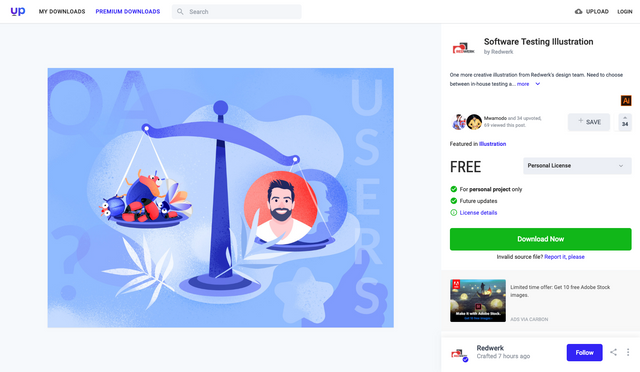 up
MY DOWNLOADS
PREMIUM DOWNLOADS
Search
UPLOAD
LOGIN
QA
USERS
?
Software Testing Illustration
by Redwerk
One more creative illustration from Redwerk's design team. Need to choose
between in-house testing a... more
Ai
Mwamodo and 34 upvoted,
69 viewed this post.
+ SAVE
34
Featured in Illustration
FREE
Personal License
For personal project only
Future updates
License details
Download Now
Invalid source file? Report it, please
Make it with Adobe Stock.
Limited time offer: Get 10 free Adobe Stock
images.
ADS VIA CARBON
Redwerk
Crafted 7 hours ago
Follow